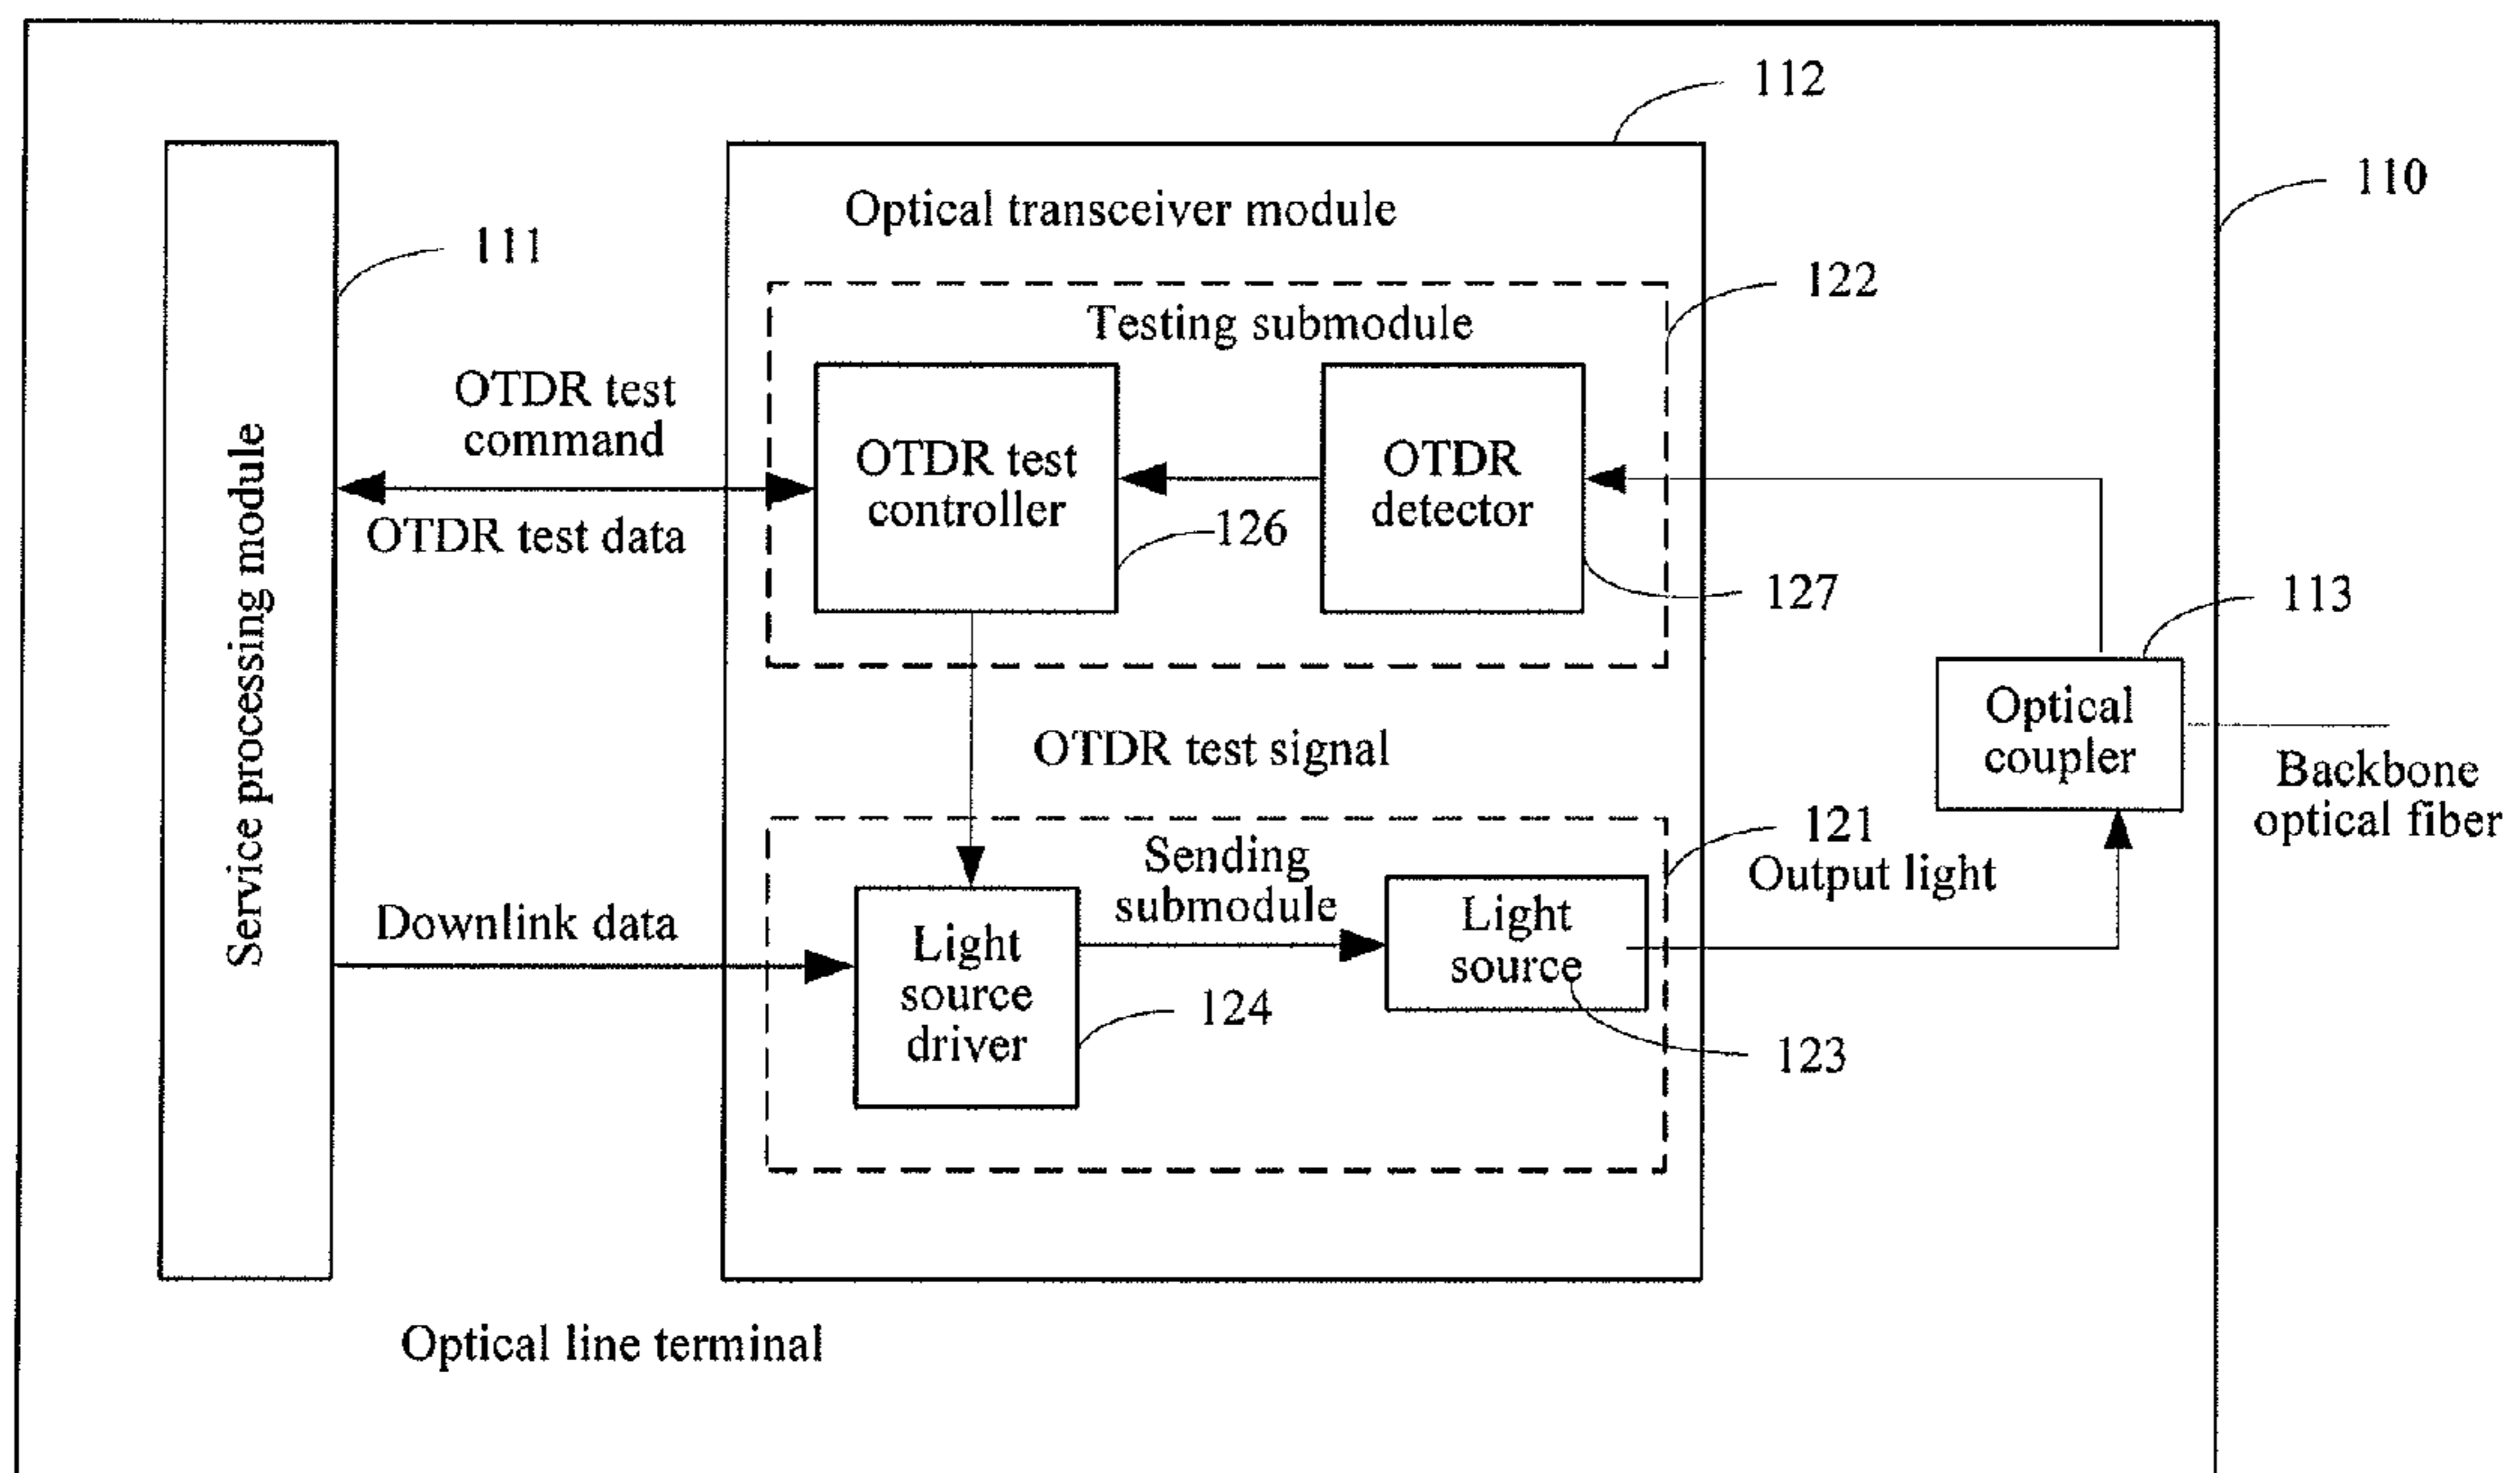 112
110
Optical transceiver module
111
122
Testing submodule
OTDR test
command
OTDR test
controller
OTDR
detector
OTDR test data
126
127
113
Service processing module
Optical
coupler
OTDR test signal
Backbone
optical fiber
121
Sending
submodule
Output light
Downlink data
Light
source
driver
Light
source
124
123
Optical line terminal